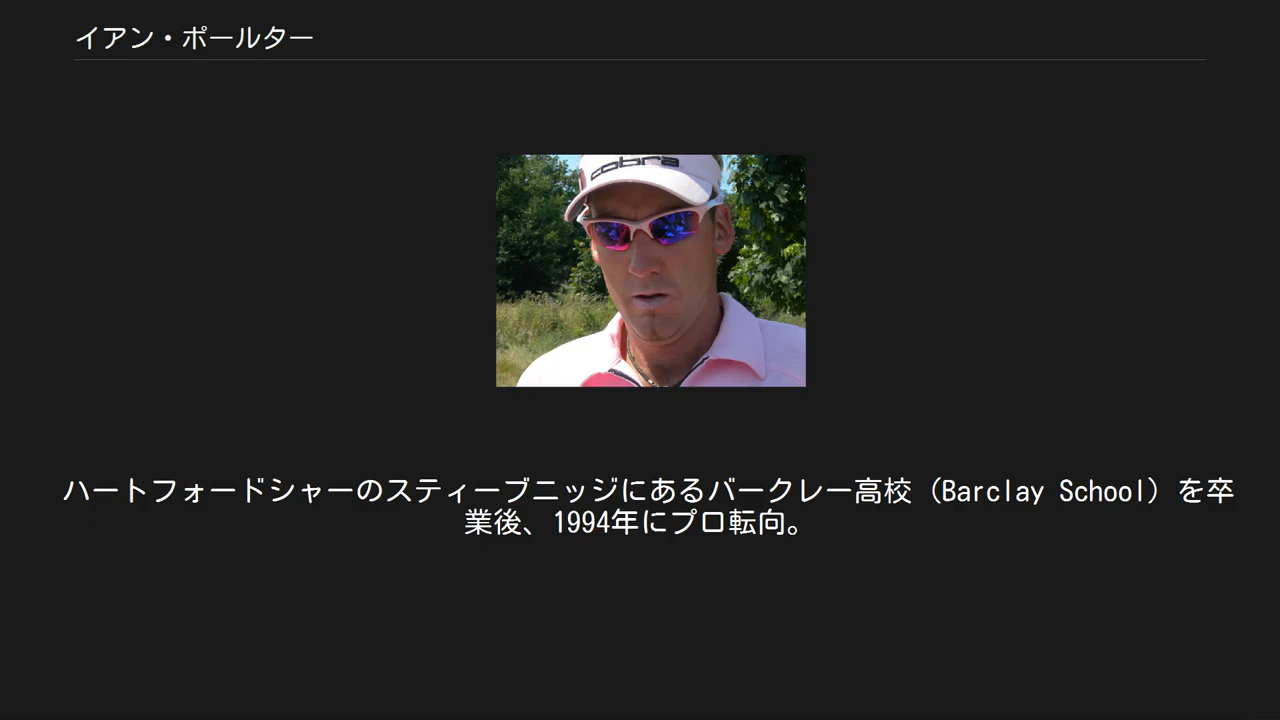 イアン・ポールター
cobra
ハートフォードシャーのスティーブニッジにあるバークレー高校（Barclay School）を卒
業後、1994年にプロ転向。